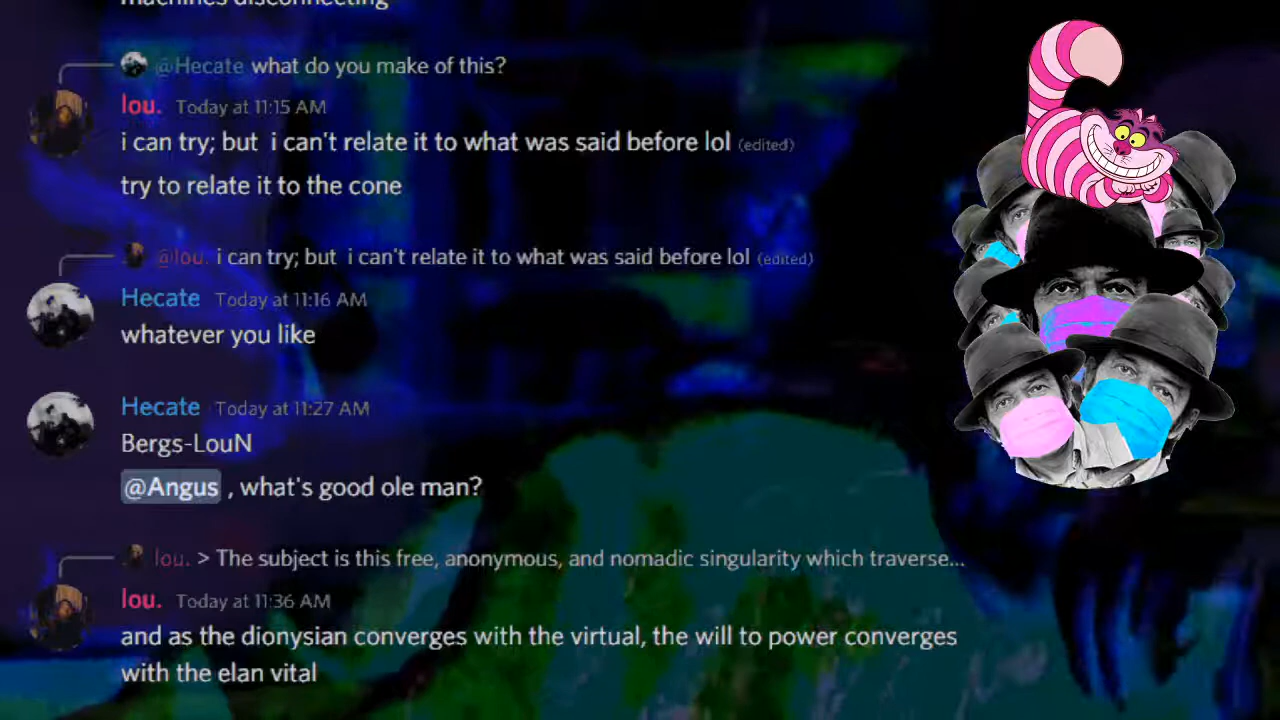 machines disconnecting
@Hecate what do you make of this?
lou. Today at 11:15 AM
i can try; but i can't relate it to what was said before lol (edited)
try to relate it to the cone
@lou. i can try; but i can't relate it to what was said before lol (edited)
Hecate Today at 11:16 AM
whatever you like
Hecate Today at 11:27 AM
Bergs-LouN
@Angus , what's good ole man?
lou. > The subject is this free, anonymous, and nomadic singularity which traverse...
lou. Today at 11:36 AM
and as the dionysian converges with the virtual, the will to power converges
with the elan vital